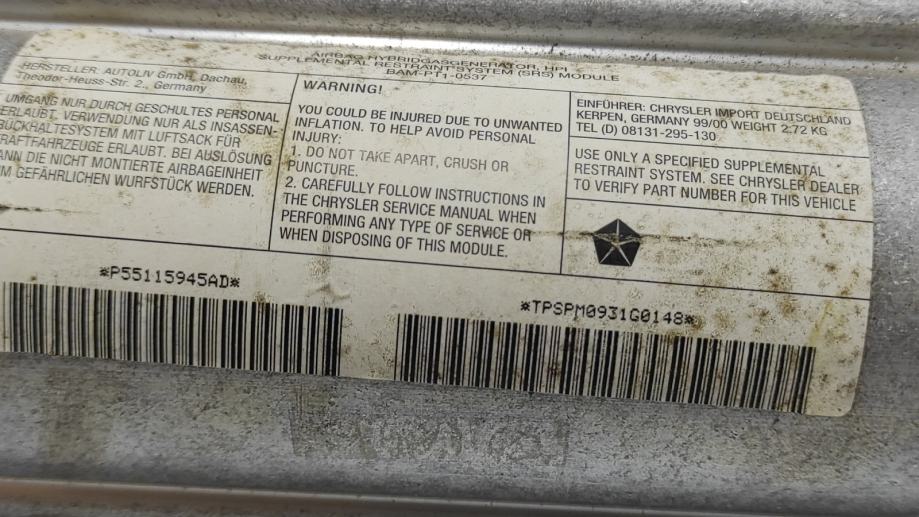 AIRBAG HYBRIDGASGENERATOR, HPI
SUPPLEMENTAL RESTRAINT SYSTEM (SRS) MODULE
BAM-PT1-0537
HERSTELLER: AUTOLIV GmbH, Dachau,
Theodor-Heuss-Str. 2., Germany
UMGANG NUR DURCH GESCHULTES PERSONAL
ERLAUBT. VERWENDUNG NUR ALS INSASSEN-
RÜCKHALTESYSTEM MIT LUFTSACK FÜR
KRAFTFAHRZEUGE ERLAUBT. BEI AUSLÖSUNG
KANN DIE NICHT MONTIERTE AIRBAGEINHEIT
ZUM GEFÄHRLICHEN WURFSTÜCK WERDEN.
WARNING!
YOU COULD BE INJURED DUE TO UNWANTED
INFLATION. TO HELP AVOID PERSONAL
INJURY:
1. DO NOT TAKE APART, CRUSH OR
PUNCTURE.
2. CAREFULLY FOLLOW INSTRUCTIONS IN
THE CHRYSLER SERVICE MANUAL WHEN
PERFORMING ANY TYPE OF SERVICE OR
WHEN DISPOSING OF THIS MODULE.
EINFÜHRER: CHRYSLER IMPORT DEUTSCHLAND
KERPEN, GERMANY 99/00 WEIGHT 2,72 KG
TEL (D) 08131-295-130
USE ONLY A SPECIFIED SUPPLEMENTAL
RESTRAINT SYSTEM. SEE CHRYSLER DEALER
TO VERIFY PART NUMBER FOR THIS VEHICLE
*P55115945AD*
*TPSPM0931G0148*